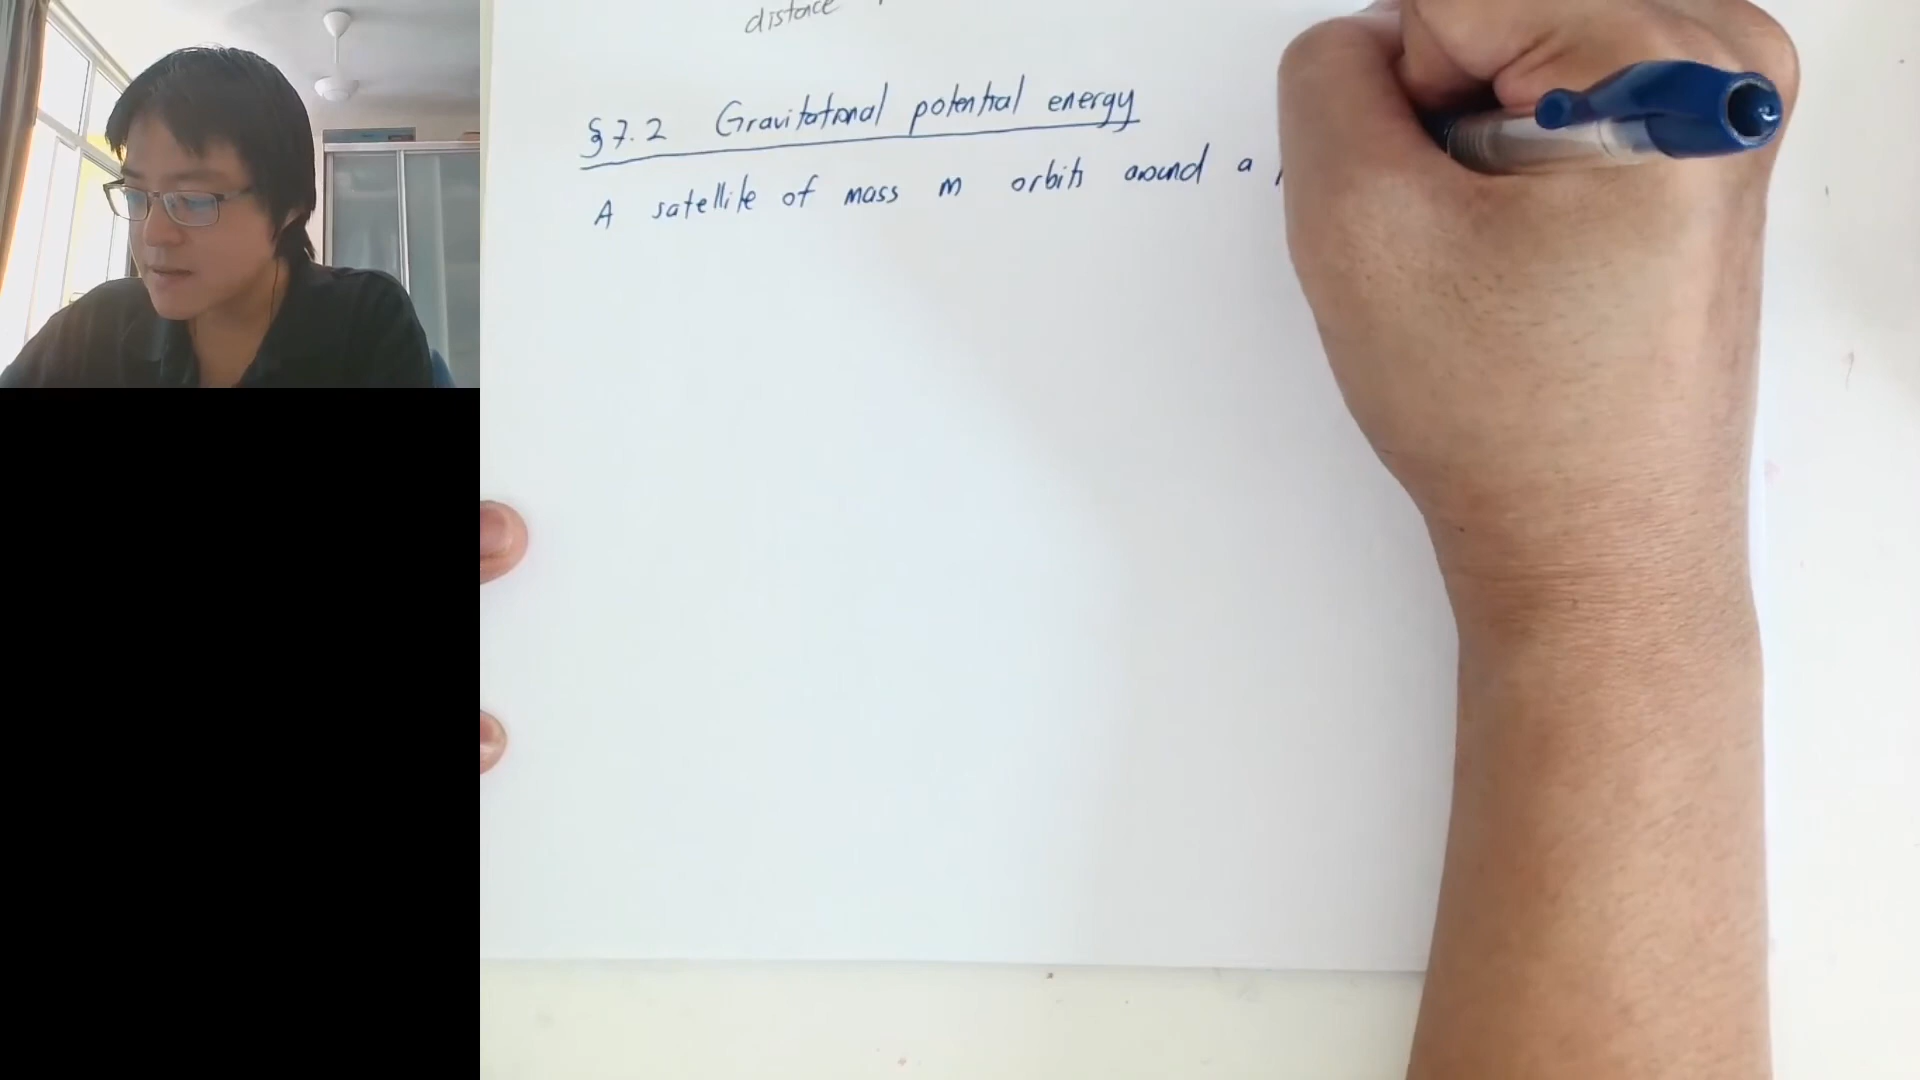 distance
§7.2 Gravitational potential energy
A satellite of mass m orbits around a